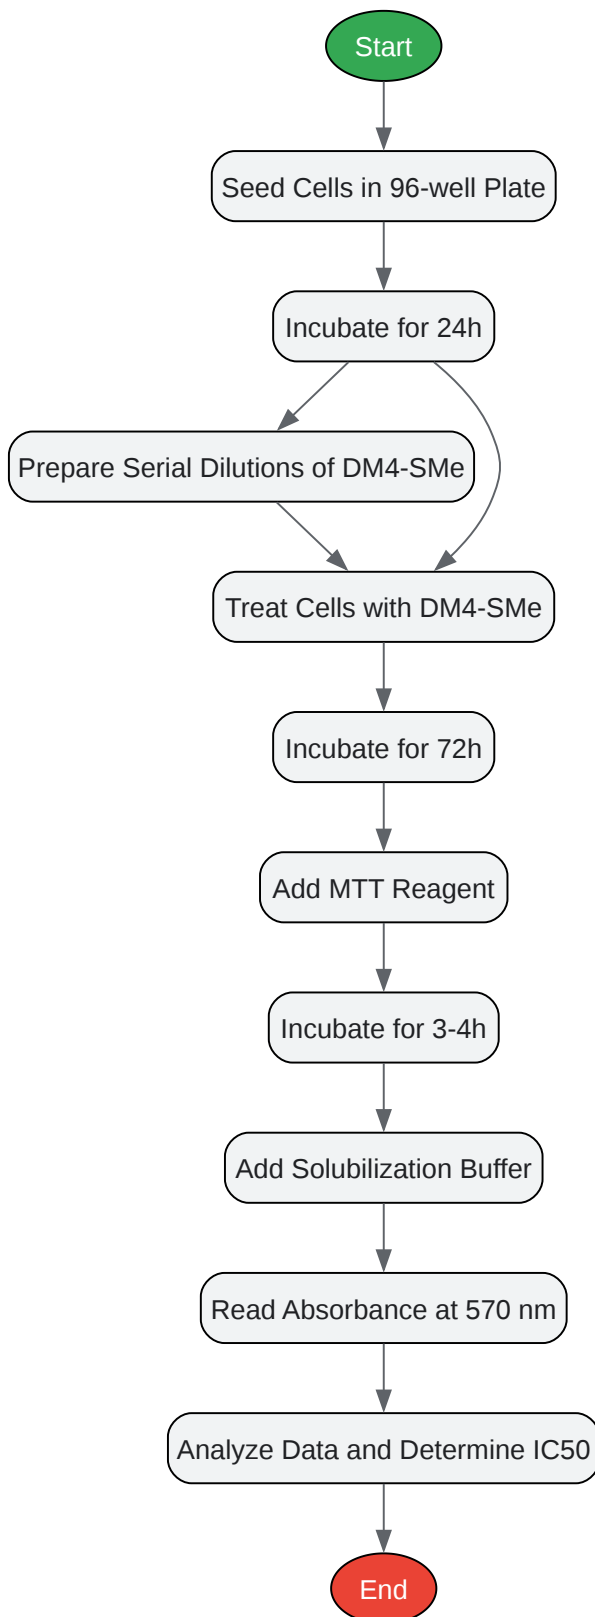 Start
Seed Cells in 96-well Plate
Incubate for 24h
Prepare Serial Dilutions of DM4-SMe
Treat Cells with DM4-SMe
Incubate for 72h
Add MTT Reagent
Incubate for 3-4h
Add Solubilization Buffer
Read Absorbance at 570 nm
Analyze Data and Determine IC50
End